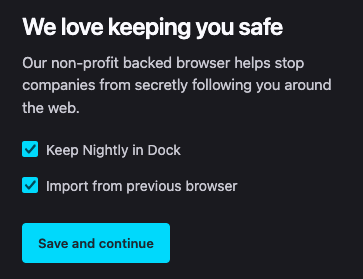 We love keeping you safe
Our non-profit backed browser helps stop
companies from secretly following you around
the web.
Keep Nightly in Dock
Import from previous browser
Save and continue